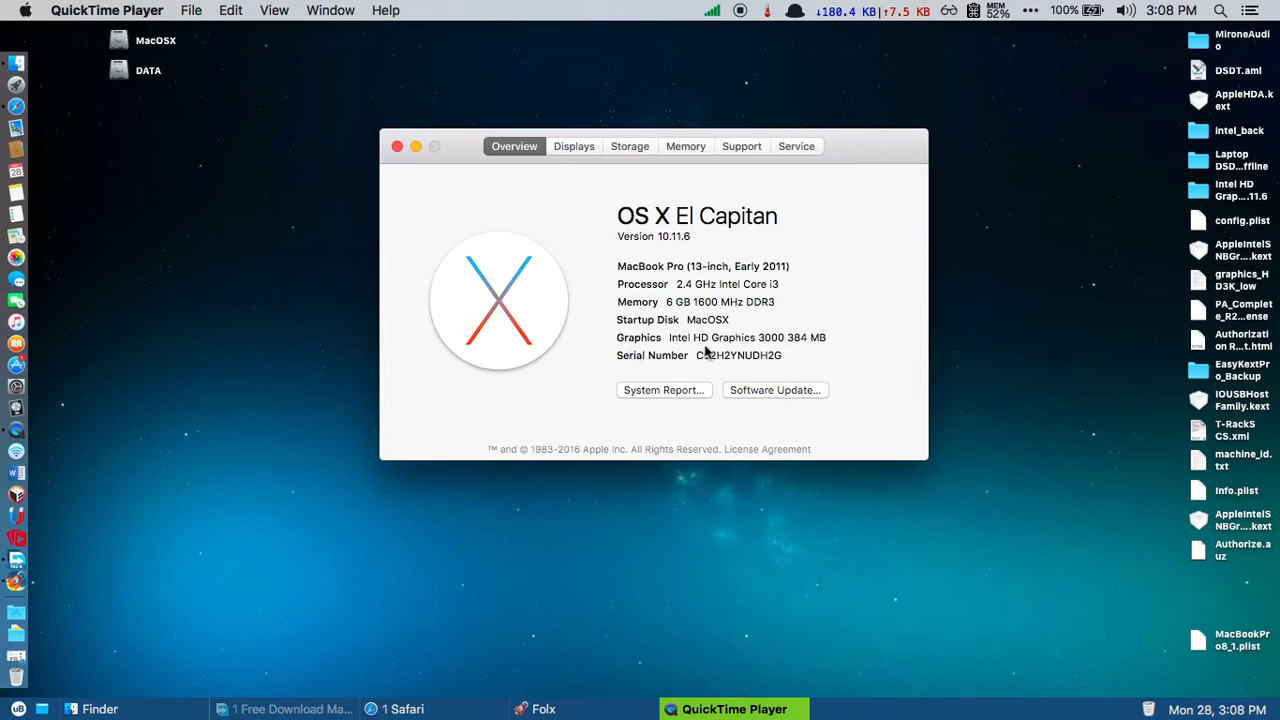 QuickTime Player File Edit View Window Help
↓180.4 KB ↑7.5 KB MEM 52% 100% 3:08 PM
MacOSX
DATA
Overview Displays Storage Memory Support Service
OS X El Capitan
Version 10.11.6
MacBook Pro (13-inch, Early 2011)
Processor 2.4 GHz Intel Core i3
Memory 6 GB 1600 MHz DDR3
Startup Disk MacOSX
Graphics Intel HD Graphics 3000 384 MB
Serial Number
System Report... Software Update...
™ and © 1983-2016 Apple Inc. All Rights Reserved. License Agreement
MironeAudi
o
DSDT.aml
AppleHDA.k
ext
intel_back
Laptop
DSD...ffline
Intel HD
Grap....11.6
config.plist
AppleIntelS
NBGr....kext
graphics_H
D3K_low
PA_Complet
e_R2...ense
Authorizati
on R...t.html
EasyKextPr
o_Backup
IOUSBHost
Family.kext
T-RackS
CS.xml
machine_id.
txt
Info.plist
AppleIntelS
NBGr....kext
Authorize.a
uz
MacBookPr
o8_1.plist
Finder 1 Free Download Ma... 1 Safari Folx QuickTime Player Mon 28, 3:08 PM